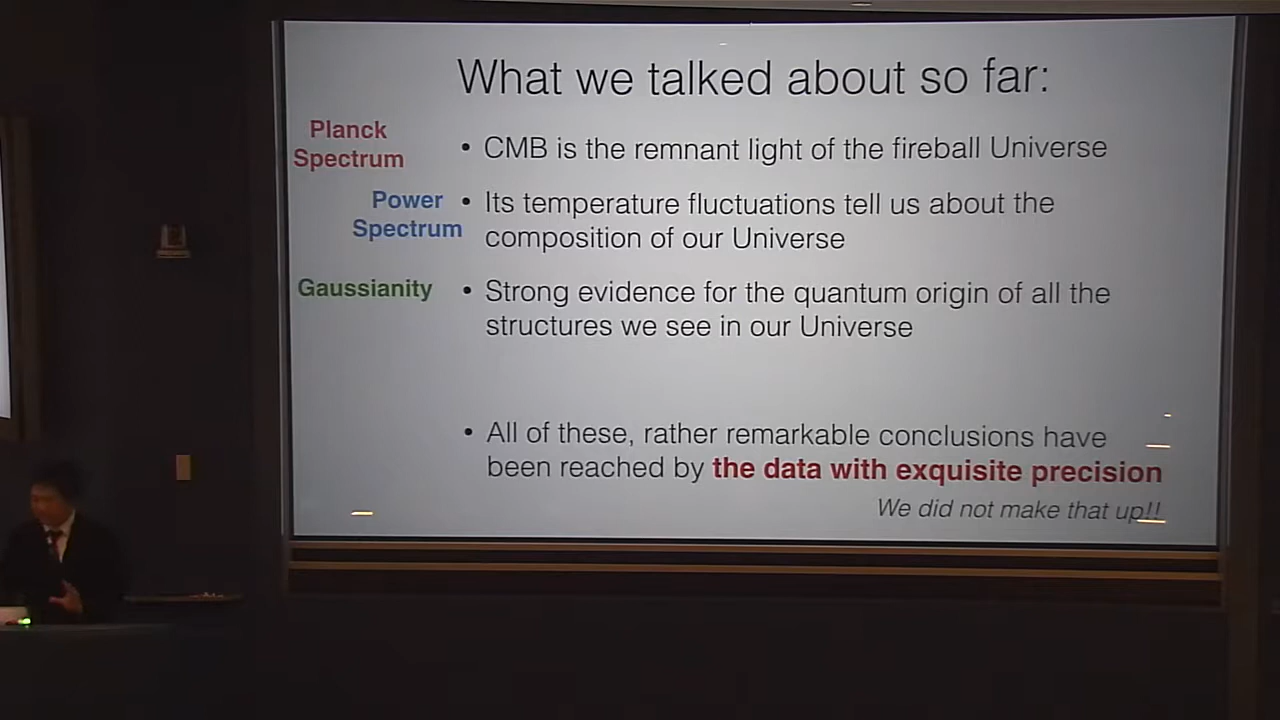 What we talked about so far:
Planck
Spectrum
• CMB is the remnant light of the fireball Universe
Power
Spectrum
• Its temperature fluctuations tell us about the
composition of our Universe
Gaussianity
• Strong evidence for the quantum origin of all the
structures we see in our Universe
• All of these, rather remarkable conclusions have
been reached by the data with exquisite precision
We did not make that up!!